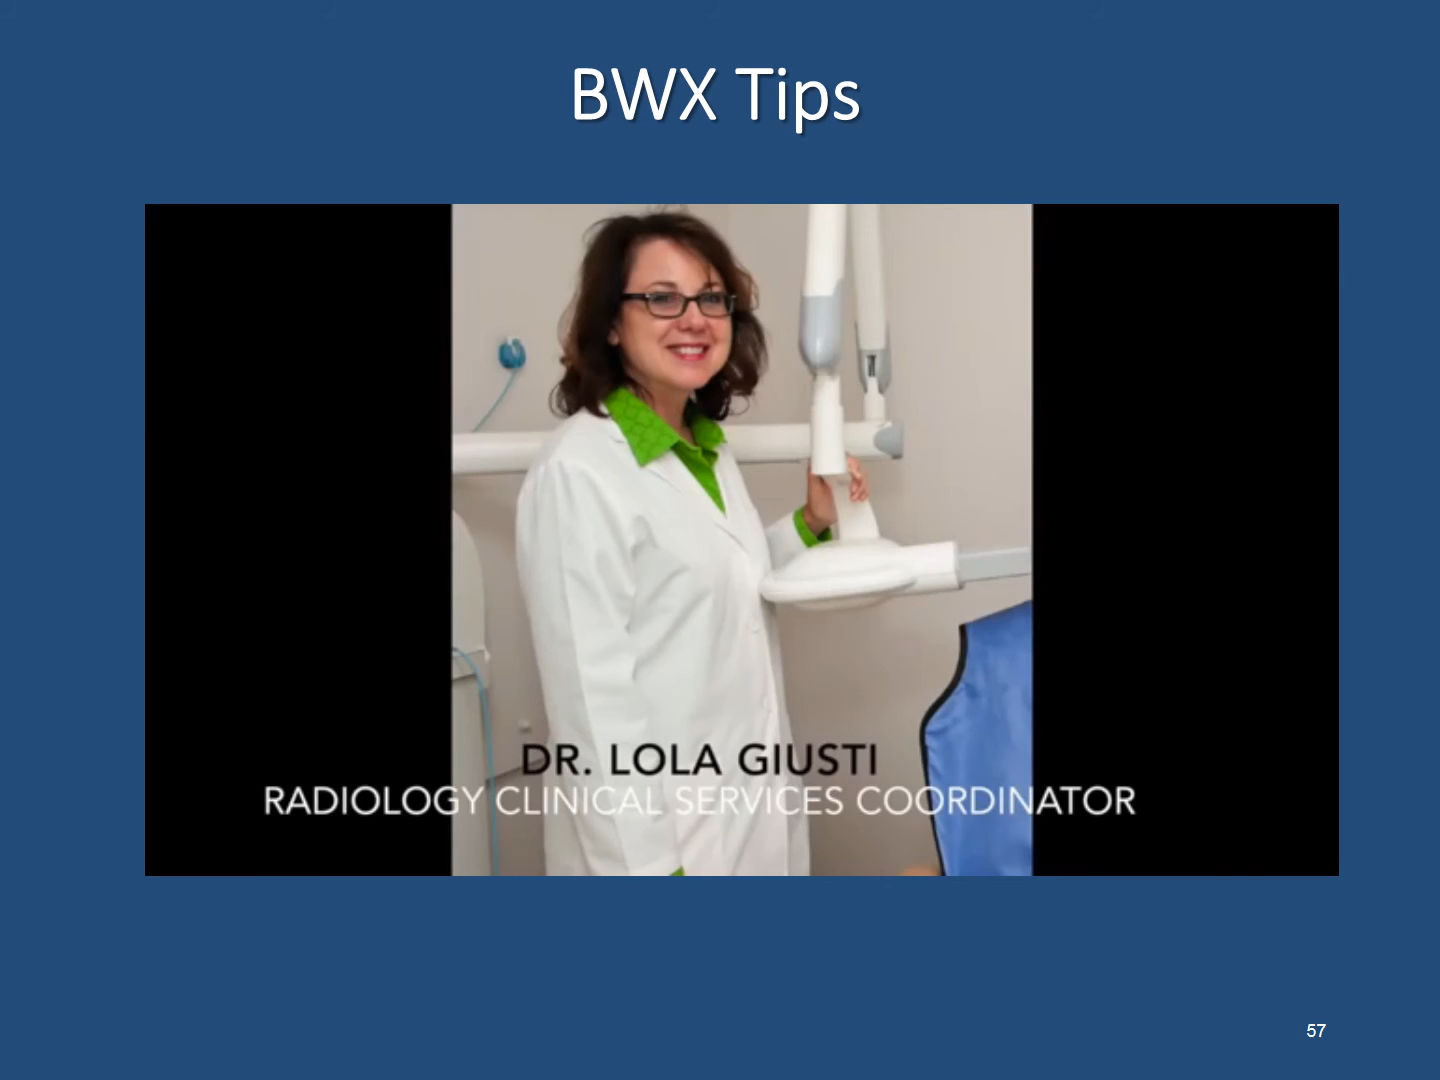 BWX Tips
DR. LOLA GIUSTI
RADIOLOGY CLINICAL SERVICES COORDINATOR
57